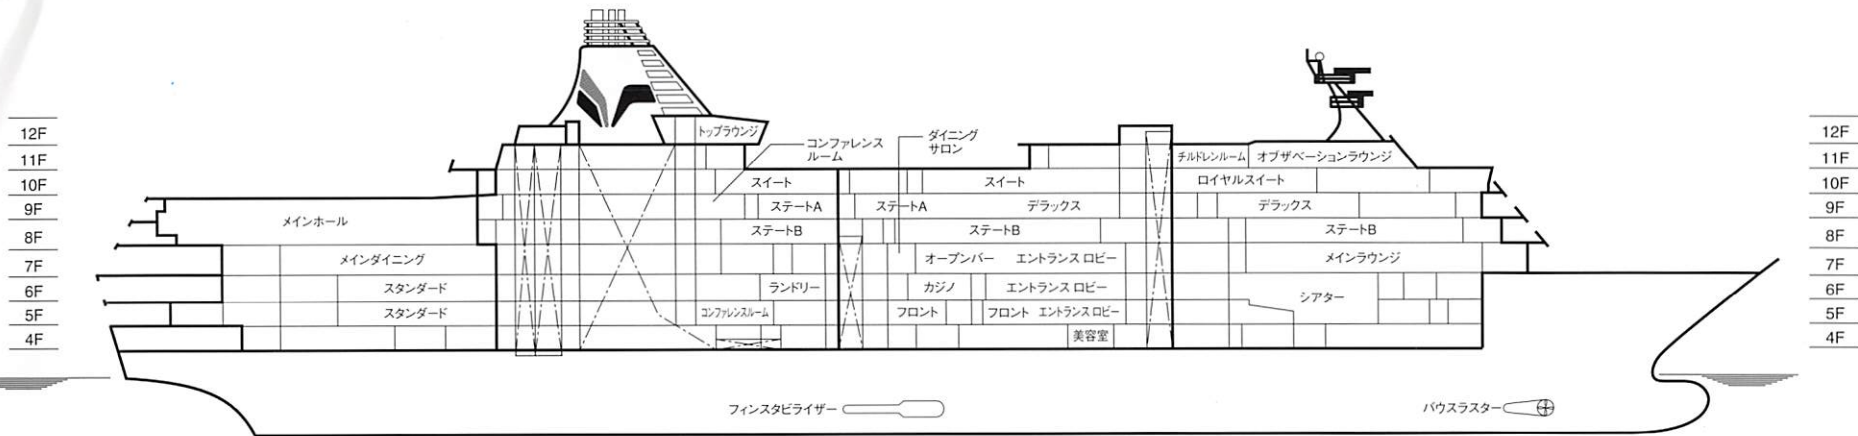 12F
11F
10F
9F
8F
7F
6F
5F
4F
トップラウンジ
コンファレンス
ルーム
ダイニング
サロン
チルドレンルーム
オブザベーションラウンジ
スイート
スイート
ロイヤルスイート
メインホール
ステートA
ステートA
デラックス
デラックス
ステートB
ステートB
ステートB
メインダイニング
オープンバー
エントランス ロビー
メインラウンジ
スタンダード
ランドリー
カジノ
エントランス ロビー
シアター
スタンダード
コンファレンスルーム
フロント
フロント
エントランス ロビー
美容室
フィンスタビライザー
バウスラスター
12F
11F
10F
9F
8F
7F
6F
5F
4F